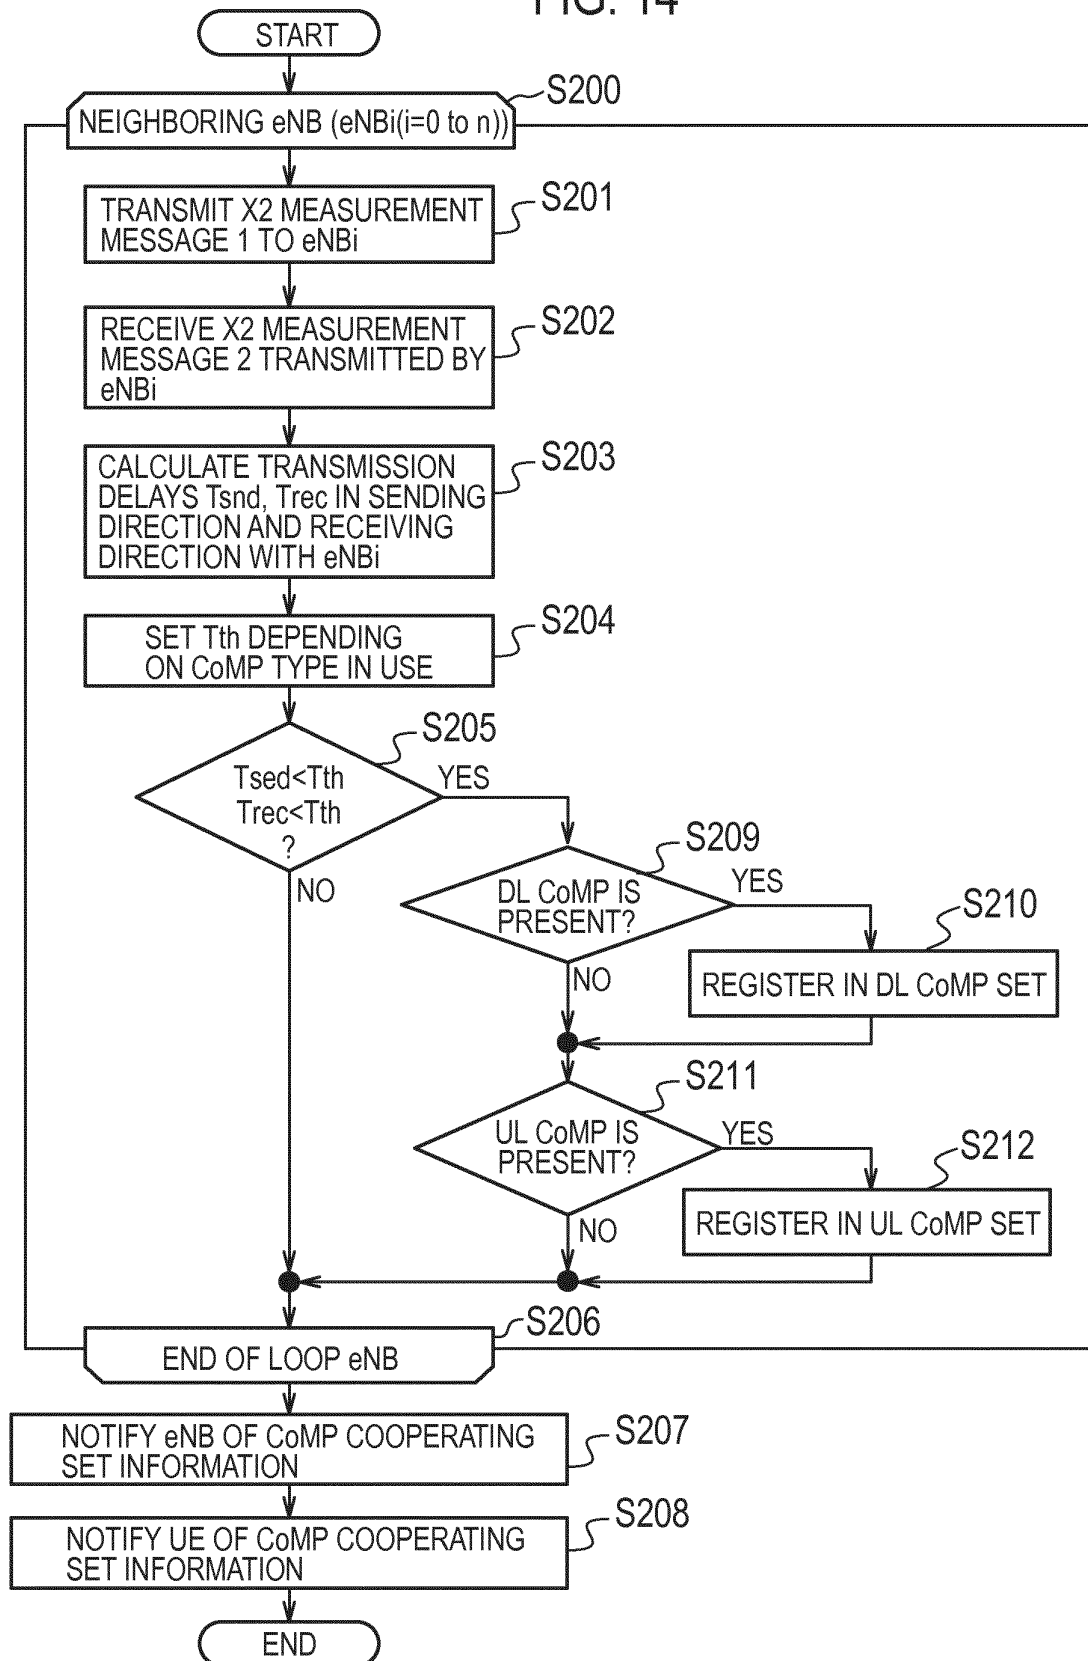 FIG. 14
START
S200
NEIGHBORING eNB (eNBi(i=0 to n))
S201
TRANSMIT X2 MEASUREMENT
MESSAGE 1 TO eNBi
S202
RECEIVE X2 MEASUREMENT
MESSAGE 2 TRANSMITTED BY
eNBi
S203
CALCULATE TRANSMISSION
DELAYS Tsnd, Trec IN SENDING
DIRECTION AND RECEIVING
DIRECTION WITH eNBi
S204
SET Tth DEPENDING
ON CoMP TYPE IN USE
S205
Tsed<Tth
Trec<Tth
?
YES
NO
S209
DL CoMP IS
PRESENT?
YES
NO
S210
REGISTER IN DL CoMP SET
S211
UL CoMP IS
PRESENT?
YES
NO
S212
REGISTER IN UL CoMP SET
S206
END OF LOOP eNB
S207
NOTIFY eNB OF CoMP COOPERATING
SET INFORMATION
S208
NOTIFY UE OF CoMP COOPERATING
SET INFORMATION
END